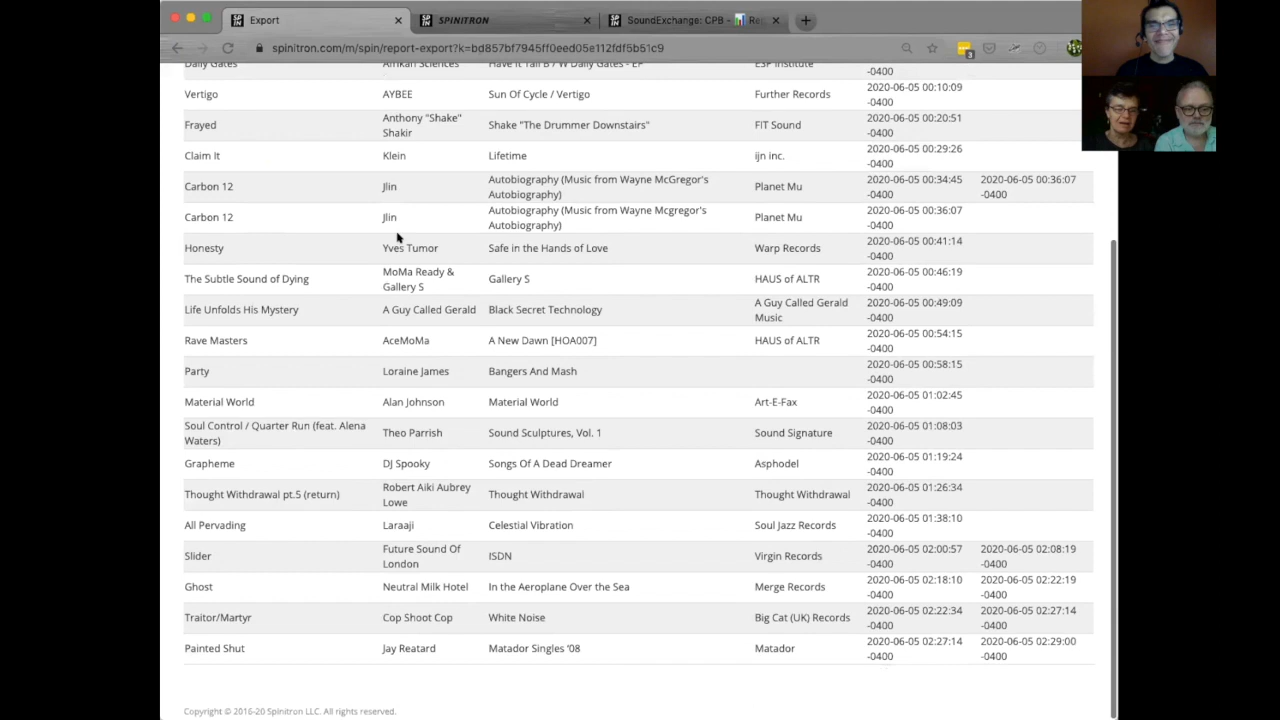 Export
SPINITRON
SoundExchange: CPB - Re
spinitron.com/m/spin/report-export?k=bd857bf7945ff0eed05e112fdf5b51c9
Daily Gates Afrikan Sciences Have It Tall B / W Daily Gates - EP ESP Institute
-0400
Vertigo AYBEE Sun Of Cycle / Vertigo Further Records 2020-06-05 00:10:09
-0400
Frayed Anthony "Shake" Shake "The Drummer Downstairs" FIT Sound 2020-06-05 00:20:51
Shakir -0400
Claim It Klein Lifetime ijn inc. 2020-06-05 00:29:26
-0400
Carbon 12 Jlin Autobiography (Music from Wayne McGregor's Planet Mu 2020-06-05 00:34:45 2020-06-05 00:36:07
Autobiography) -0400 -0400
Carbon 12 Jlin Autobiography (Music from Wayne Mcgregor's Planet Mu 2020-06-05 00:36:07
Autobiography) -0400
Honesty Yves Tumor Safe in the Hands of Love Warp Records 2020-06-05 00:41:14
-0400
The Subtle Sound of Dying MoMa Ready & Gallery S HAUS of ALTR 2020-06-05 00:46:19
Gallery S -0400
Life Unfolds His Mystery A Guy Called Gerald Black Secret Technology A Guy Called Gerald 2020-06-05 00:49:09
Music -0400
Rave Masters AceMoMa A New Dawn [HOA007] HAUS of ALTR 2020-06-05 00:54:15
-0400
Party Loraine James Bangers And Mash 2020-06-05 00:58:15
-0400
Material World Alan Johnson Material World Art-E-Fax 2020-06-05 01:02:45
-0400
Soul Control / Quarter Run (feat. Alena Theo Parrish Sound Sculptures, Vol. 1 Sound Signature 2020-06-05 01:08:03
Waters) -0400
Grapheme DJ Spooky Songs Of A Dead Dreamer Asphodel 2020-06-05 01:19:24
-0400
Thought Withdrawal pt.5 (return) Robert Aiki Aubrey Thought Withdrawal Thought Withdrawal 2020-06-05 01:26:34
Lowe -0400
All Pervading Laraaji Celestial Vibration Soul Jazz Records 2020-06-05 01:38:10
-0400
Slider Future Sound Of ISDN Virgin Records 2020-06-05 02:00:57 2020-06-05 02:08:19
London -0400 -0400
Ghost Neutral Milk Hotel In the Aeroplane Over the Sea Merge Records 2020-06-05 02:18:10 2020-06-05 02:22:19
-0400 -0400
Traitor/Martyr Cop Shoot Cop White Noise Big Cat (UK) Records 2020-06-05 02:22:34 2020-06-05 02:27:14
-0400 -0400
Painted Shut Jay Reatard Matador Singles '08 Matador 2020-06-05 02:27:14 2020-06-05 02:29:00
-0400 -0400
Copyright © 2016-20 Spinitron LLC. All rights reserved.